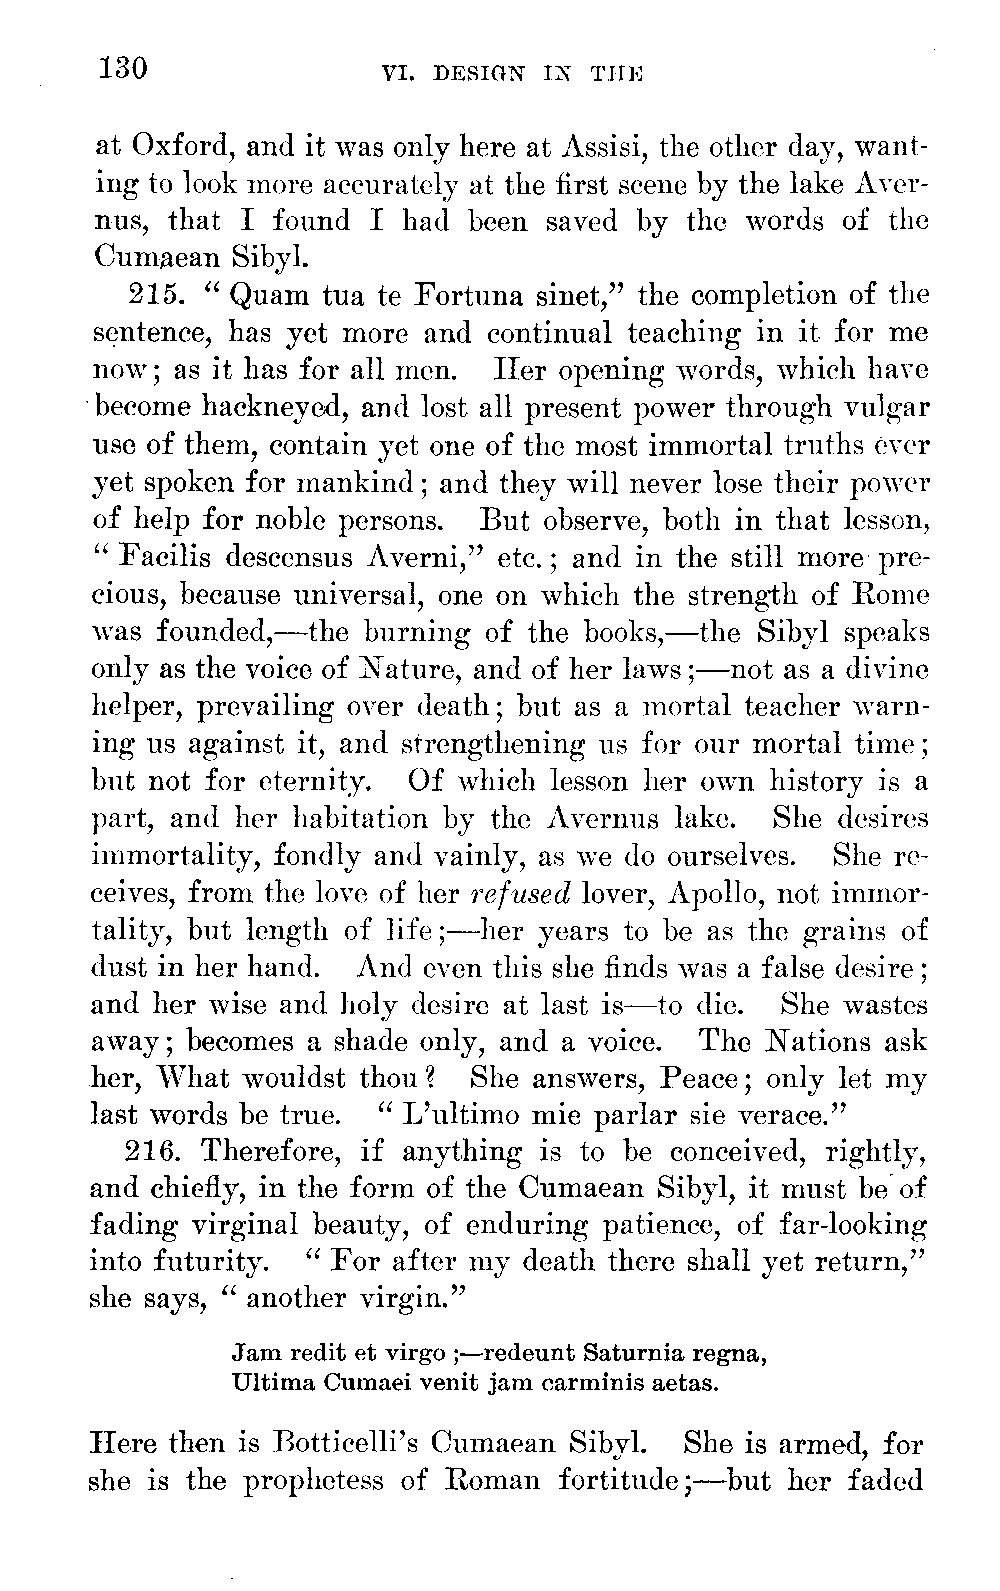 130 VI. DESIGN IN THE
at Oxford, and it was only here at Assisi, the other day, want-
ing to look more accurately at the first scene by the lake Aver-
nus, that I found I had been saved by the words of the
Cumaean Sibyl.
215. “ Quam tua te Fortuna sinet,” the completion of the
sentence, has yet more and continual teaching in it for me
now; as it has for all men. Her opening words, which have
become hackneyed, and lost all present power through vulgar
use of them, contain yet one of the most immortal truths ever
yet spoken for mankind; and they will never lose their power
of help for noble persons. But observe, both in that lesson,
“ Facilis descensus Averni,” etc.; and in the still more pre-
cious, because universal, one on which the strength of Rome
was founded,—the burning of the books,—the Sibyl speaks
only as the voice of Nature, and of her laws;—not as a divine
helper, prevailing over death; but as a mortal teacher warn-
ing us against it, and strengthening us for our mortal time;
but not for eternity. Of which lesson her own history is a
part, and her habitation by the Avernus lake. She desires
immortality, fondly and vainly, as we do ourselves. She re-
ceives, from the love of her refused lover, Apollo, not immor-
tality, but length of life;—her years to be as the grains of
dust in her hand. And even this she finds was a false desire;
and her wise and holy desire at last is—to die. She wastes
away; becomes a shade only, and a voice. The Nations ask
her, What wouldst thou? She answers, Peace; only let my
last words be true. “ L’ultimo mie parlar sie verace.”
216. Therefore, if anything is to be conceived, rightly,
and chiefly, in the form of the Cumaean Sibyl, it must be of
fading virginal beauty, of enduring patience, of far-looking
into futurity. “ For after my death there shall yet return,”
she says, “ another virgin.”
Jam redit et virgo ;—redeunt Saturnia regna,
Ultima Cumaei venit jam carminis aetas.
Here then is Botticelli’s Cumaean Sibyl. She is armed, for
she is the prophetess of Roman fortitude;—but her faded